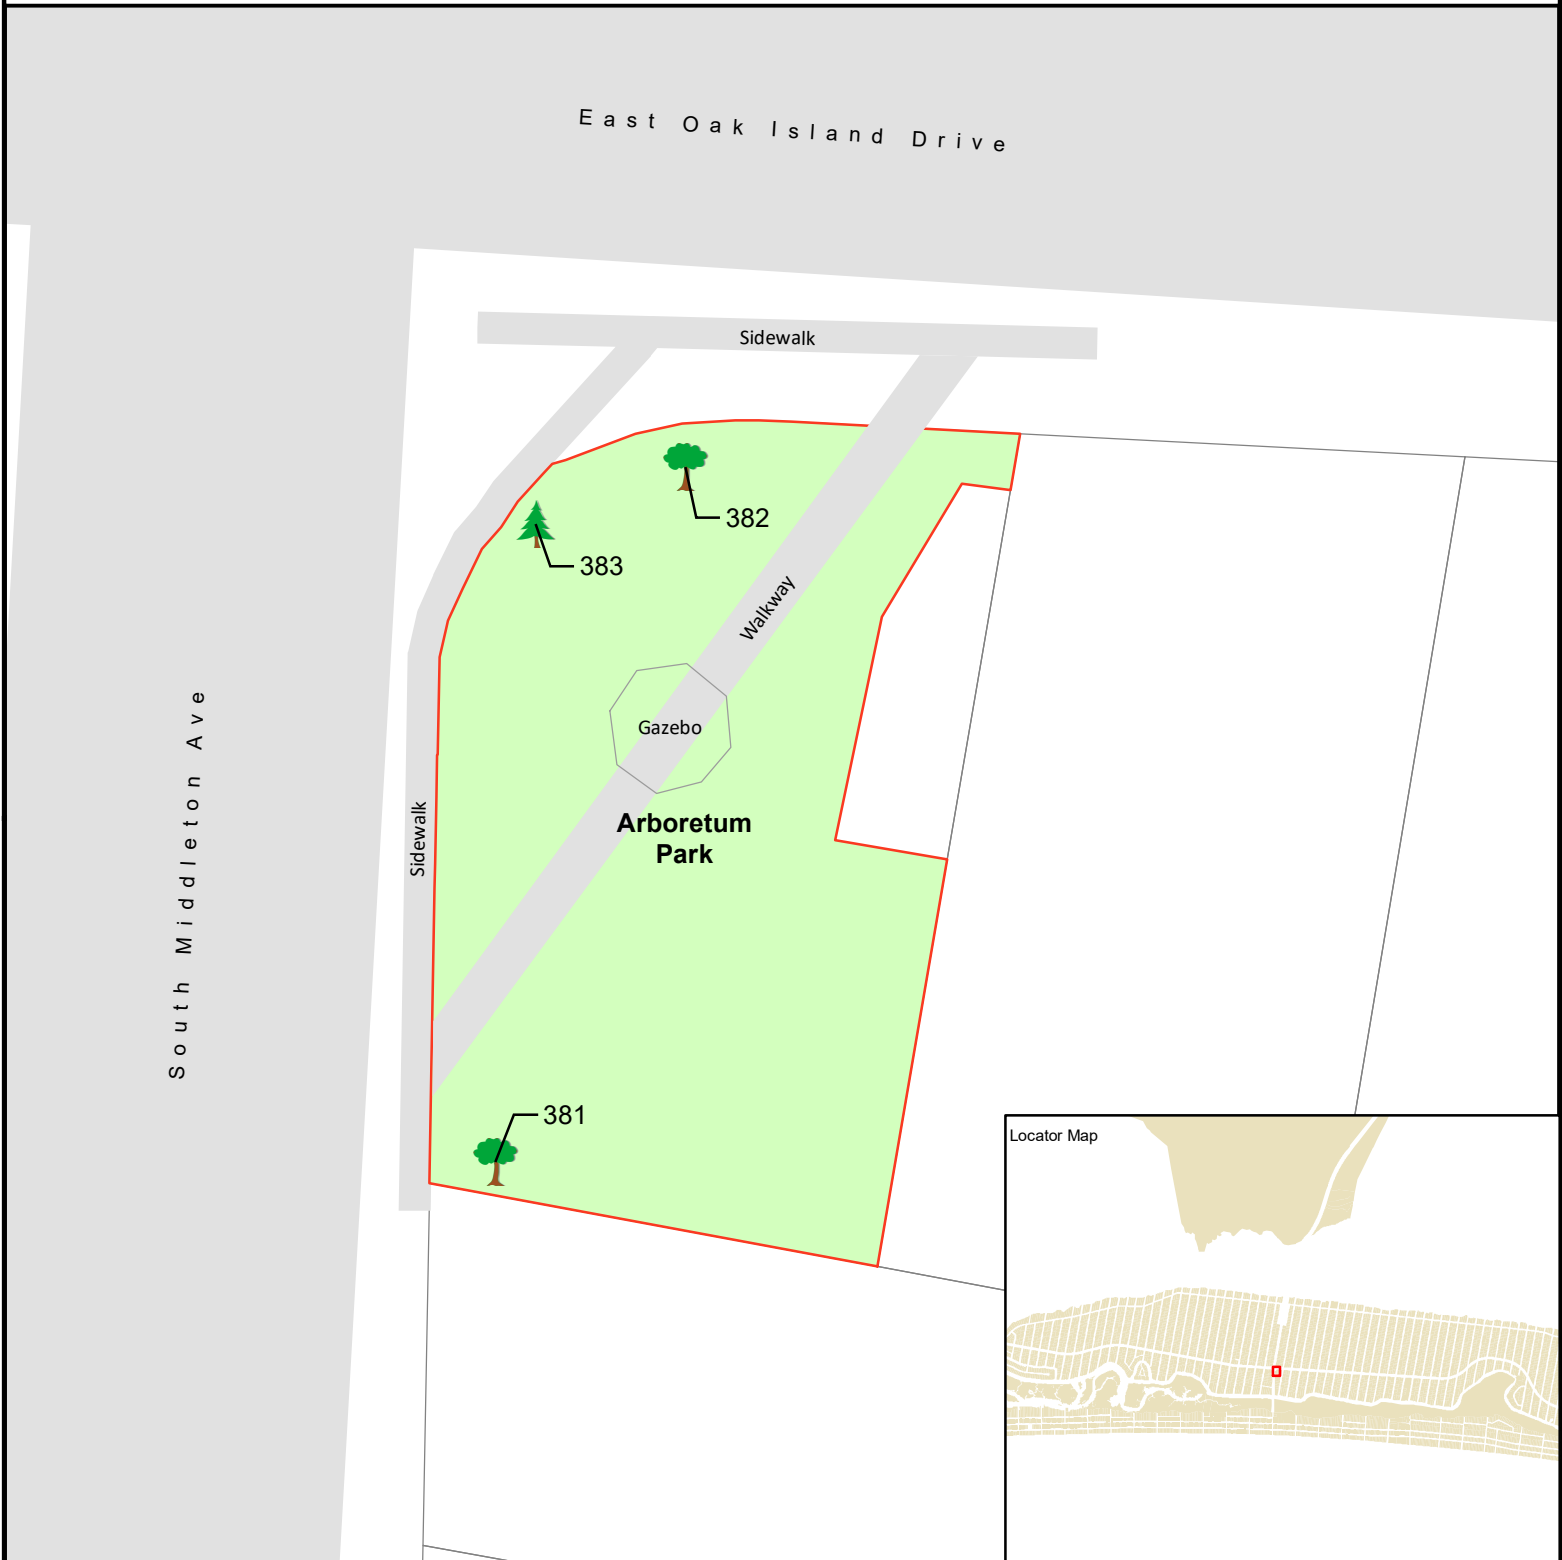 East Oak Island Drive
Sidewalk
382
383
Walkway
Gazebo
South Middleton Ave
Sidewalk
Arboretum
Park
381
Locator Map